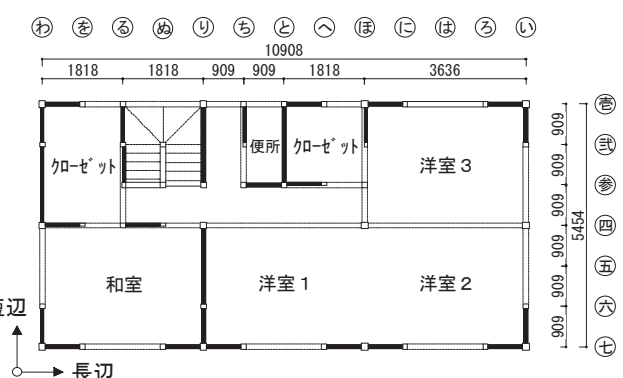 わ を る ぬ り ち と へ ほ に は ろ い
10908
1818 1818 909 909 1818 3636
クローゼット 便所 クローゼット 洋室３
和室 洋室１ 洋室２
909 909 909 909 909 909
5454
壱
弐
参
四
五
六
七
短辺
長辺